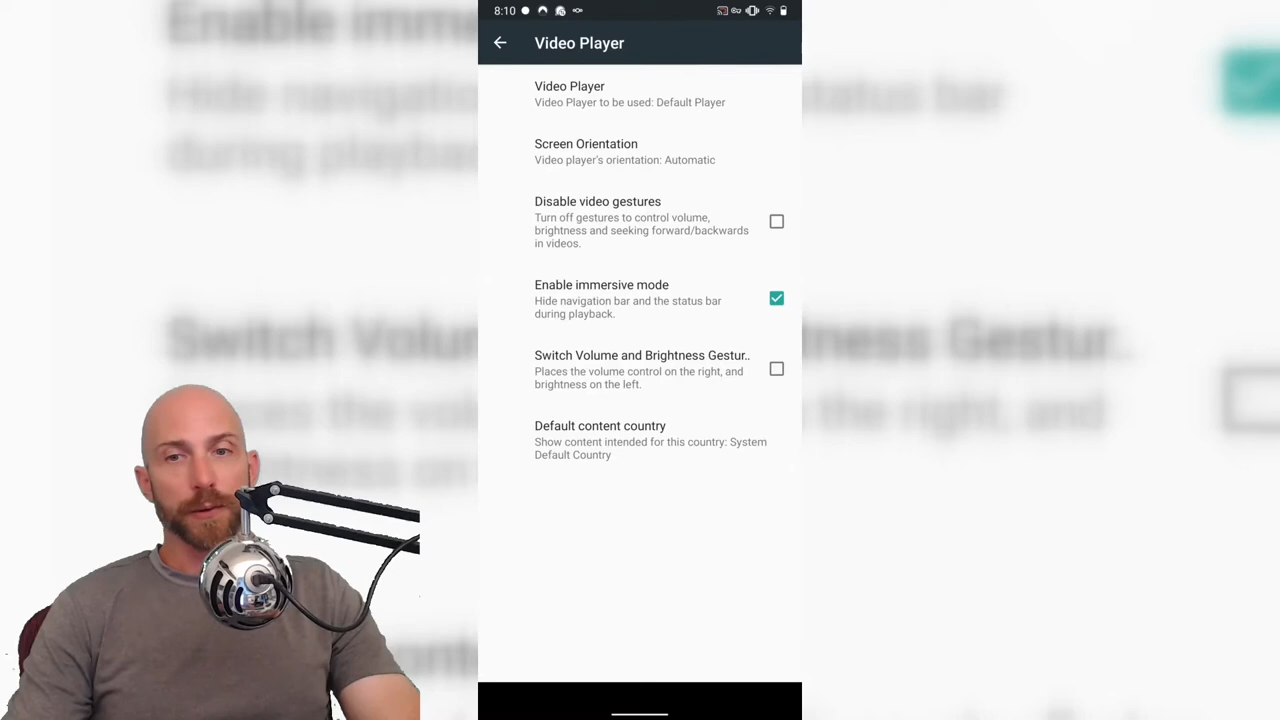 8:10
Video Player
Video Player
Video Player to be used: Default Player
Screen Orientation
Video player's orientation: Automatic
Disable video gestures
Turn off gestures to control volume,
brightness and seeking forward/backwards
in videos.
Enable immersive mode
Hide navigation bar and the status bar
during playback.
Switch Volume and Brightness Gestur..
Places the volume control on the right, and
brightness on the left.
Default content country
Show content intended for this country: System
Default Country